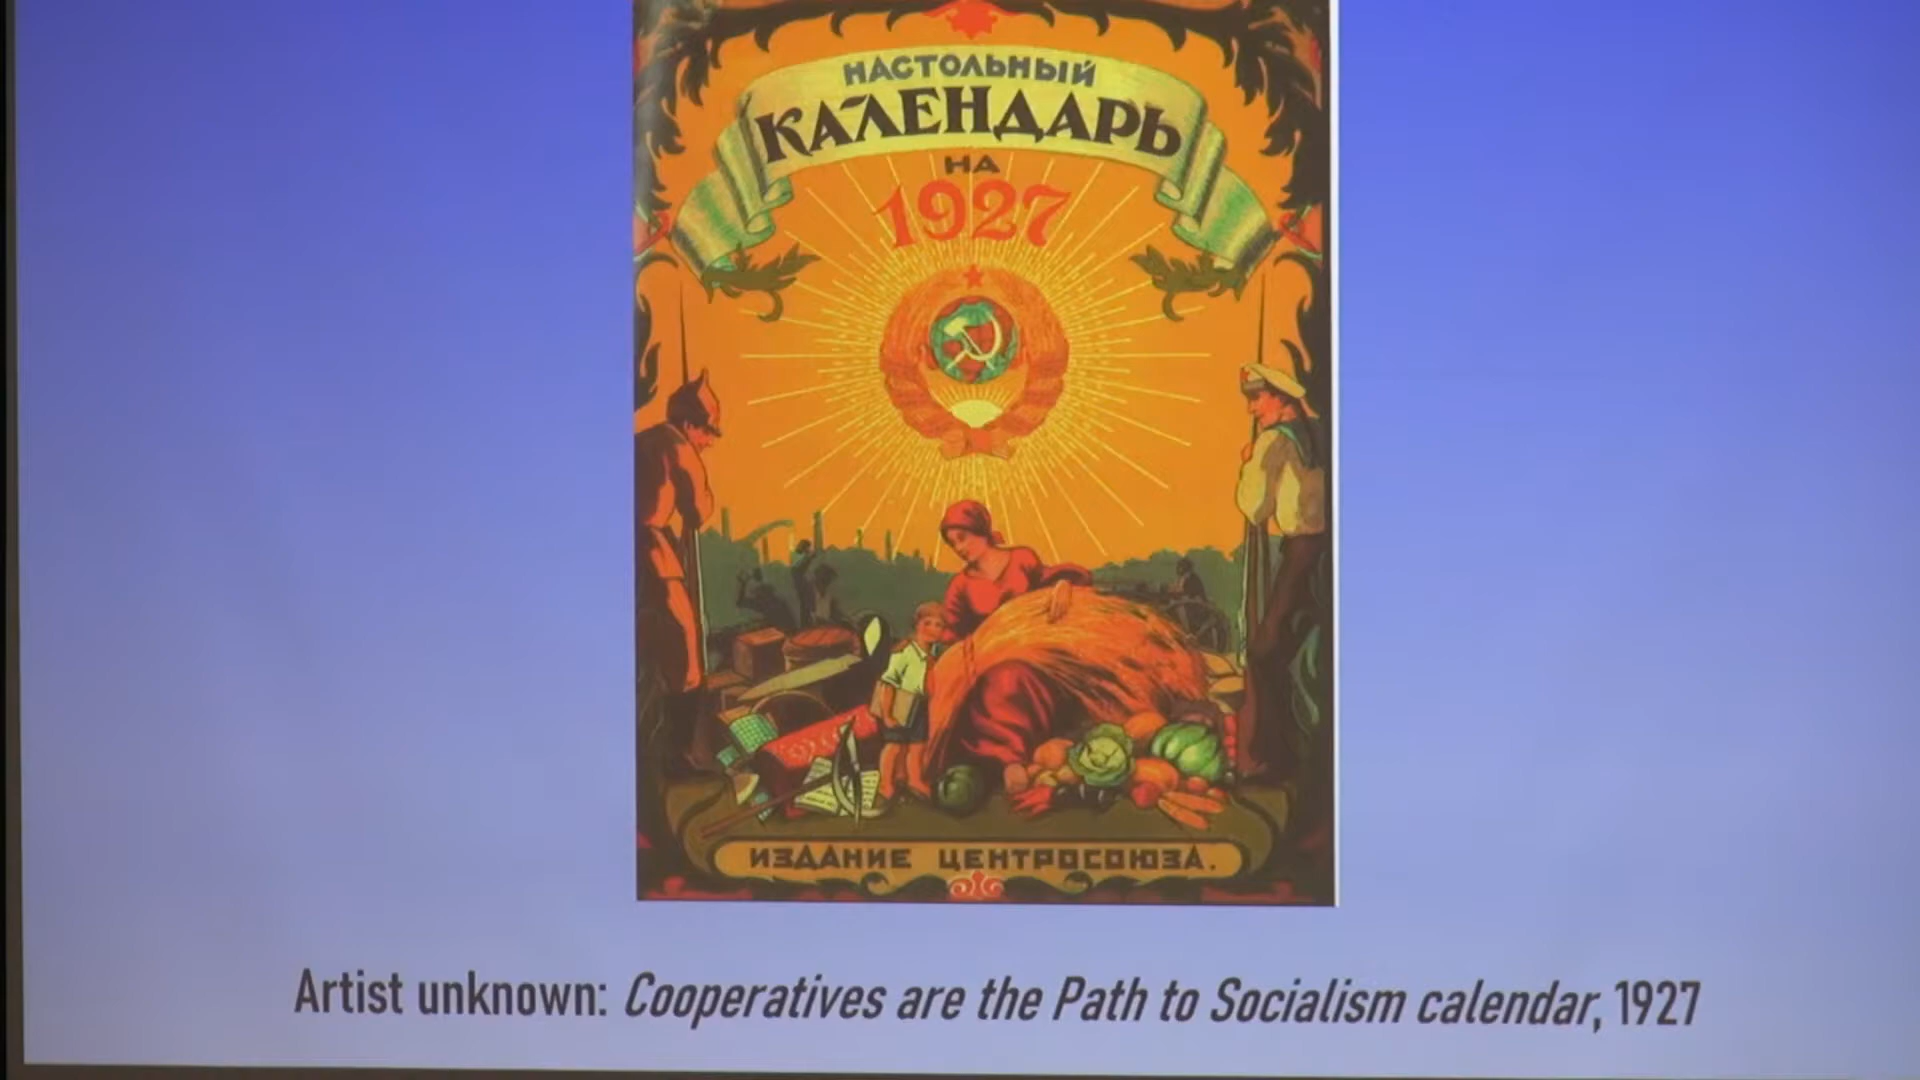 НАСТОЛЬНЫЙ
КАЛЕНДАРЬ
НА
1927
ИЗДАНИЕ ЦЕНТРОСОЮЗА.
Artist unknown: Cooperatives are the Path to Socialism calendar, 1927